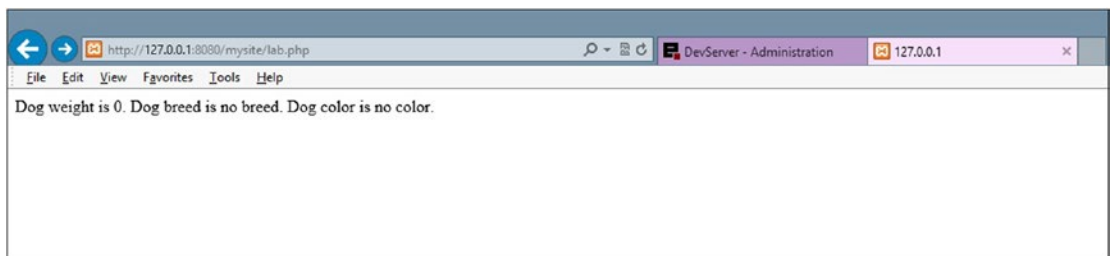 http://127.0.0.1:8080/mysite/lab.php DevServer - Administration 127.0.0.1
File Edit View Favorites Tools Help
Dog weight is 0. Dog breed is no breed. Dog color is no color.